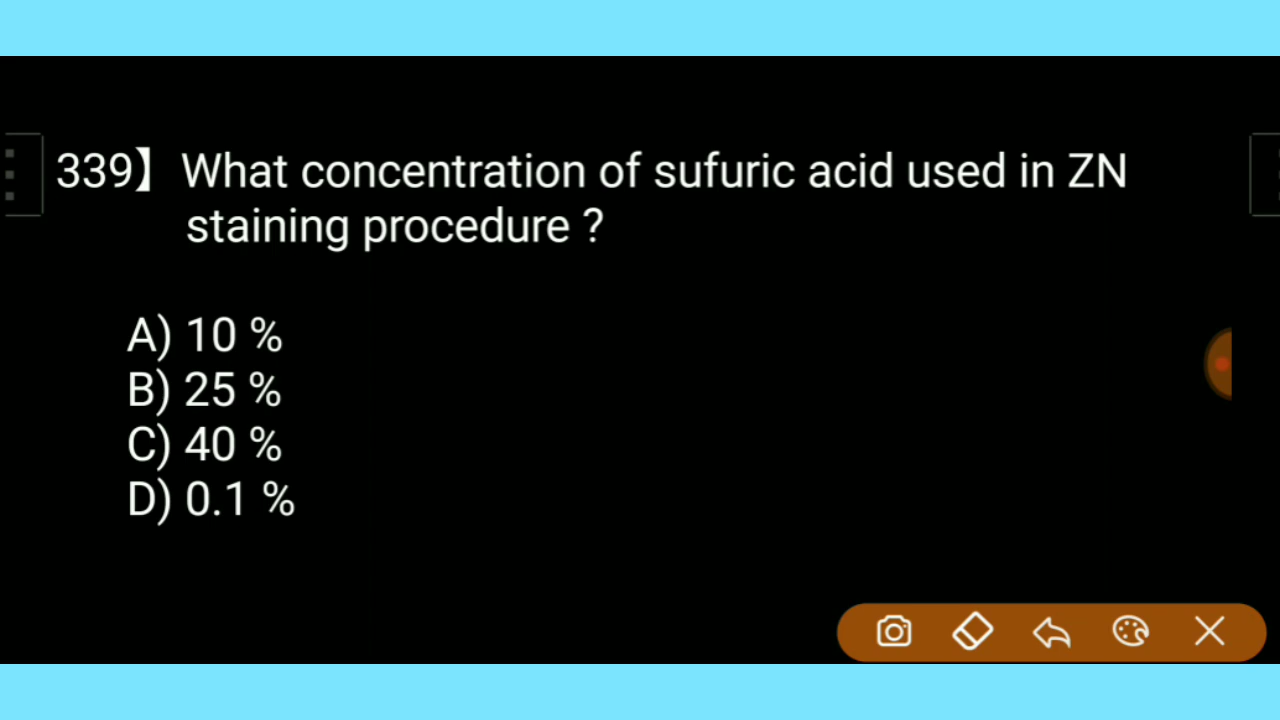 339】 What concentration of sufuric acid used in ZN
staining procedure ?
A) 10 %
B) 25 %
C) 40 %
D) 0.1 %